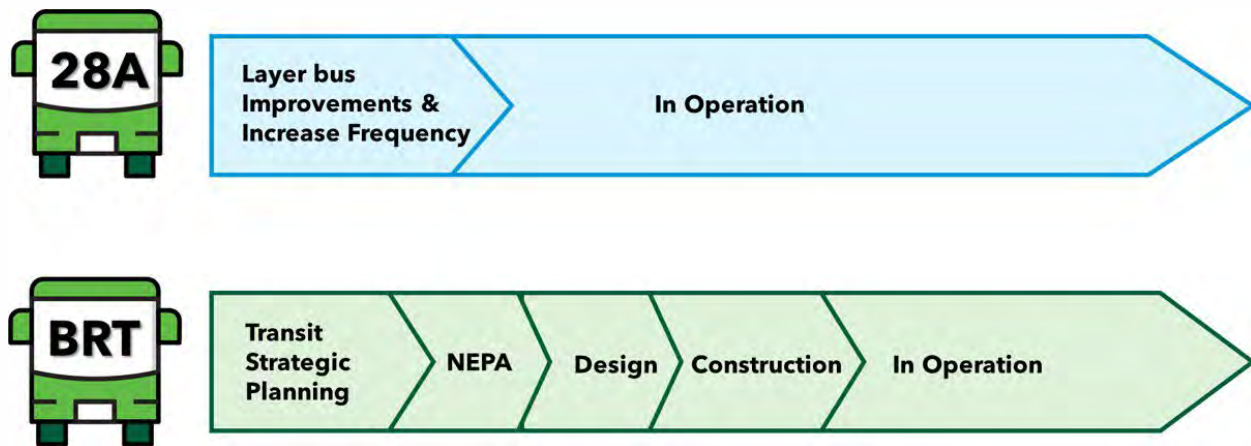 28A
Layer bus
Improvements &
Increase Frequency
In Operation
BRT
Transit
Strategic
Planning
NEPA
Design
Construction
In Operation